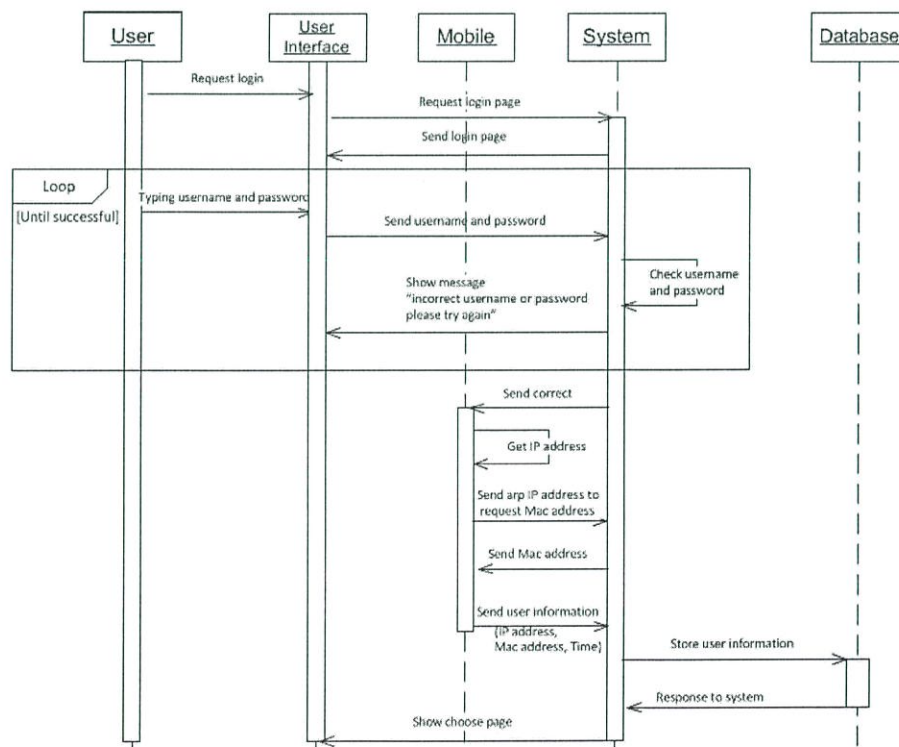 User
User
Interface
Mobile
System
Database
Request login
Request login page
Send login page
Loop
Typing username and password
[Until successful]
Send username and password
Check username
and password
Show message
"incorrect username or password
please try again"
Send correct
Get IP address
Send arp IP address to
request Mac address
Send Mac address
Send user information
(IP address,
Mac address, Time)
Store user information
Response to system
Show choose page